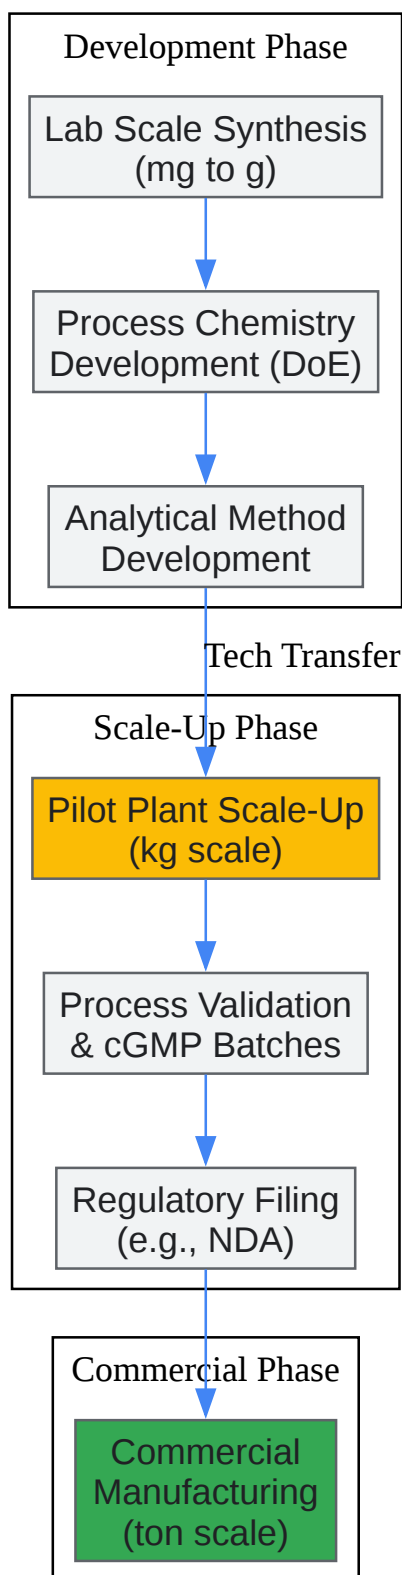 Development Phase
Lab Scale Synthesis
(mg to g)
Process Chemistry
Development (DoE)
Analytical Method
Development
Tech Transfer
Scale-Up Phase
Pilot Plant Scale-Up
(kg scale)
Process Validation
& cGMP Batches
Regulatory Filing
(e.g., NDA)
Commercial Phase
Commercial
Manufacturing
(ton scale)